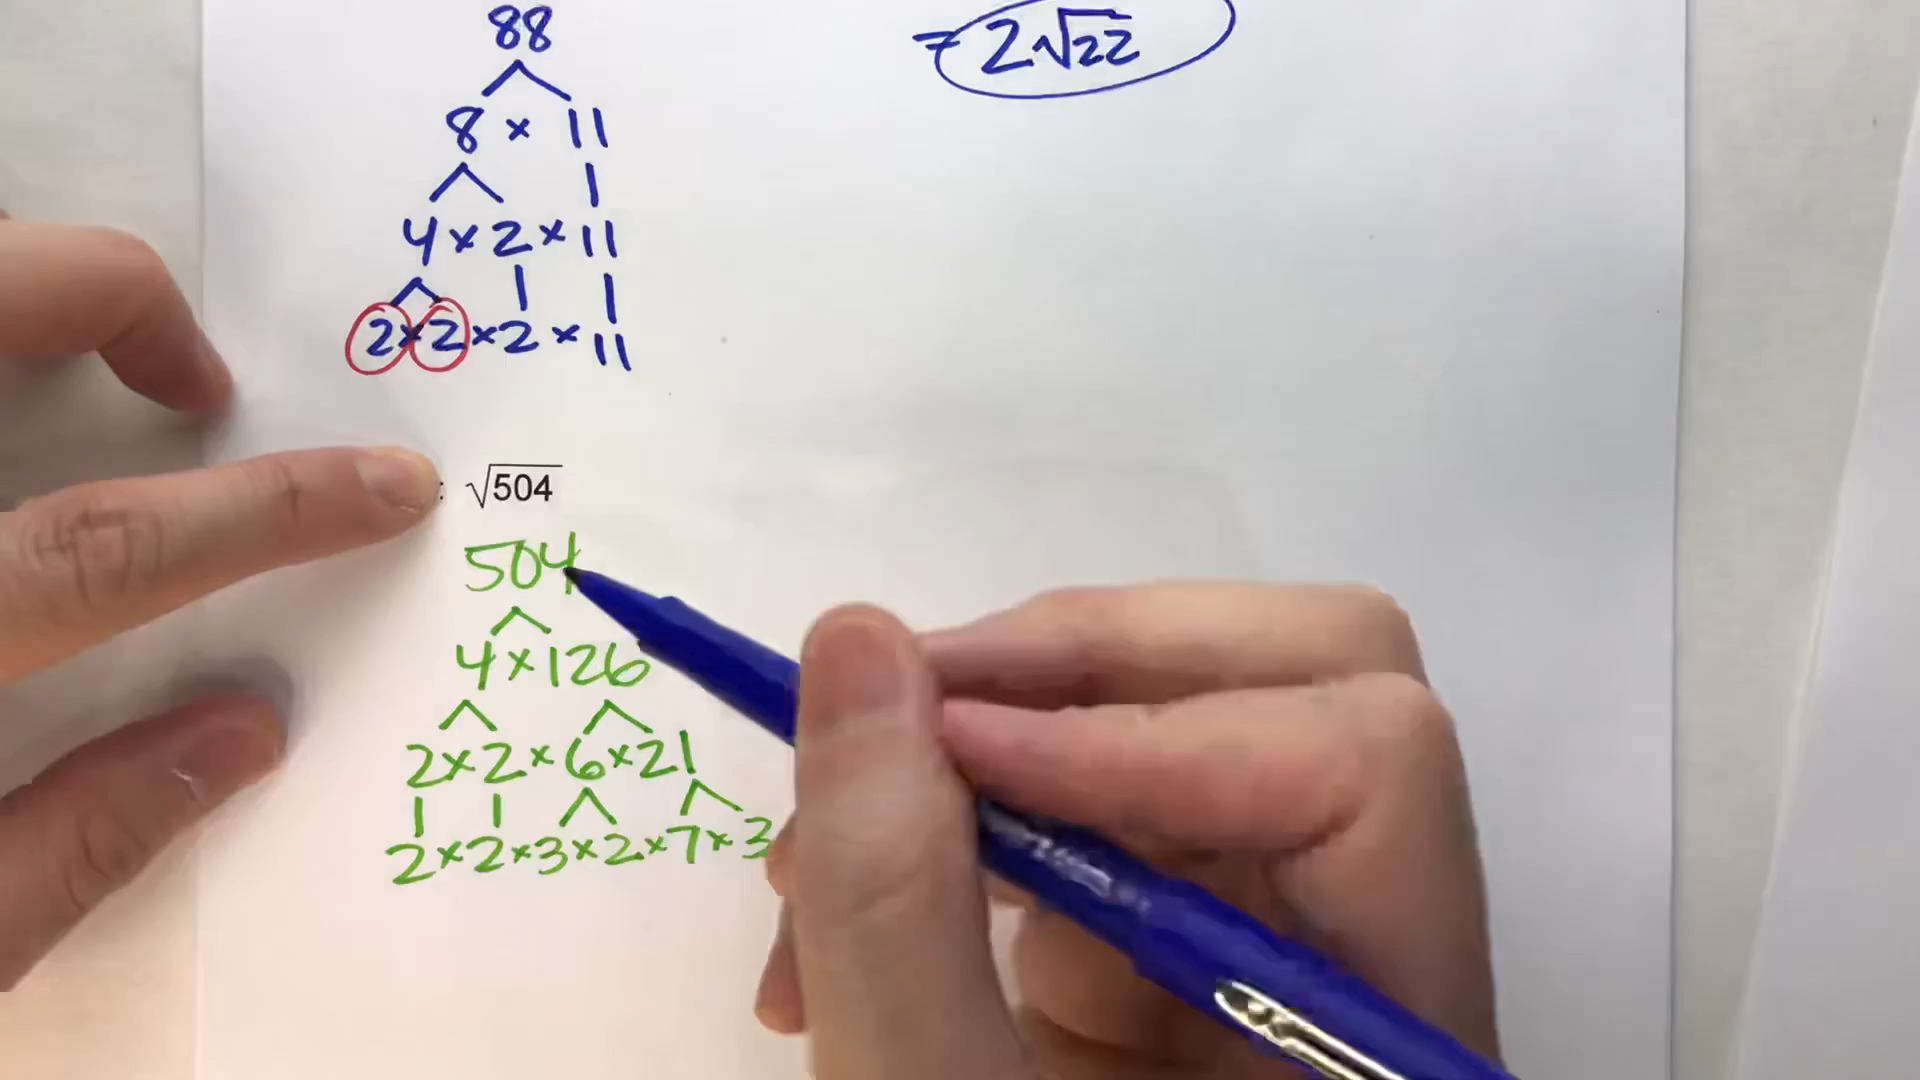 88
= 2√22
8 × 11
4 × 2 × 11
2 × 2 × 2 × 11
: √504
504
4 × 126
2 × 2 × 6 × 21
2 × 2 × 3 × 2 × 7 × 3